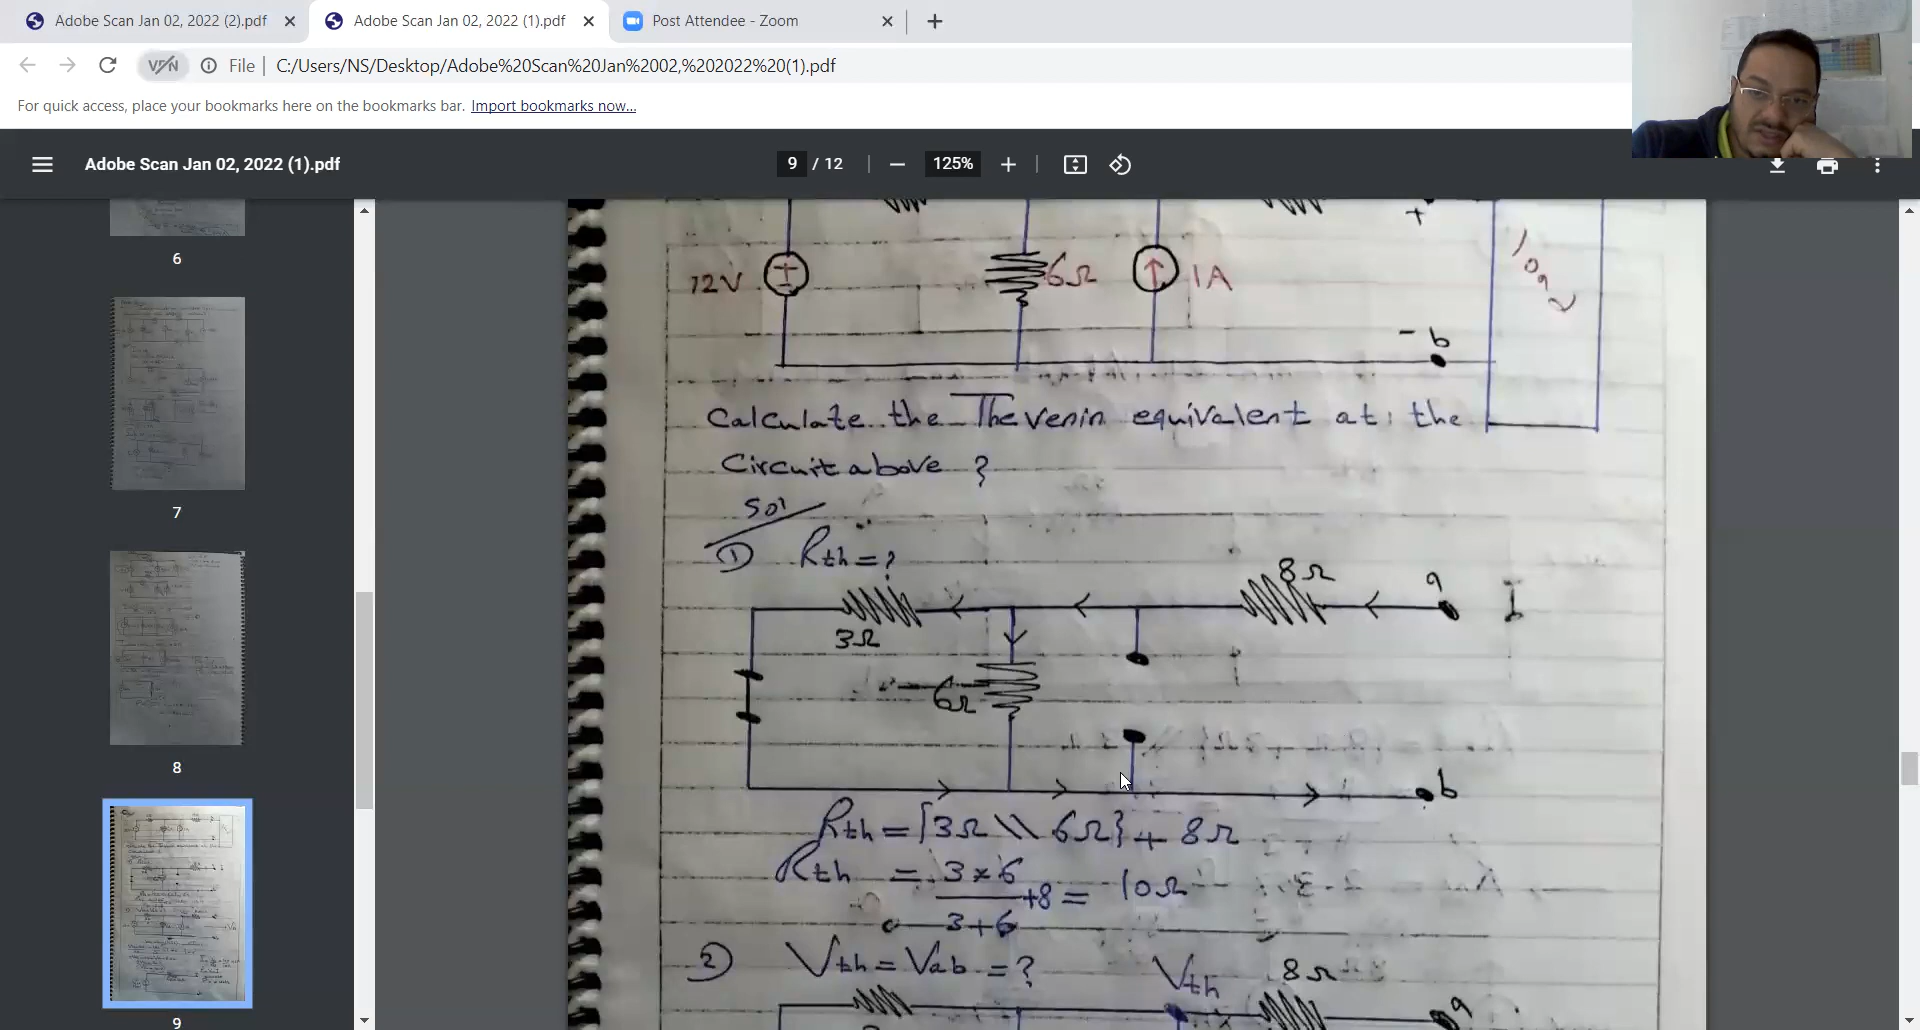 Adobe Scan Jan 02, 2022 (2).pdf
Adobe Scan Jan 02, 2022 (1).pdf
Post Attendee - Zoom
VPN
File
C:/Users/NS/Desktop/Adobe%20Scan%20Jan%2002,%202022%20(1).pdf
For quick access, place your bookmarks here on the bookmarks bar. Import bookmarks now...
Adobe Scan Jan 02, 2022 (1).pdf
9 / 12
125%
6
7
8
9
+
12V
6Ω
1A
Load
- b
Calculate the Thevenin equivalent at the
Circuit above ?
Sol
① Rth = ?
8Ω
a
3Ω
6Ω
b
Rth = {3Ω \\ 6Ω} + 8Ω
Rth = 3×6
+8 = 10Ω
3+6
② Vth = Vab = ?
Vth
8Ω
a